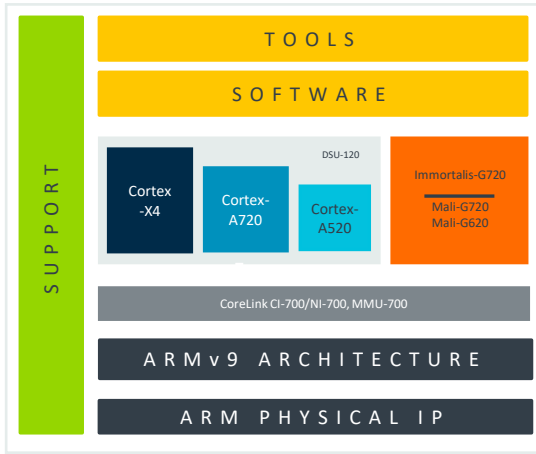 SUPPORT
TOOLS
SOFTWARE
DSU-120
Cortex
-X4
Cortex-
A720
Cortex-
A520
Immortalis-G720
Mali-G720
Mali-G620
CoreLink CI-700/NI-700, MMU-700
ARMv9 ARCHITECTURE
ARM PHYSICAL IP